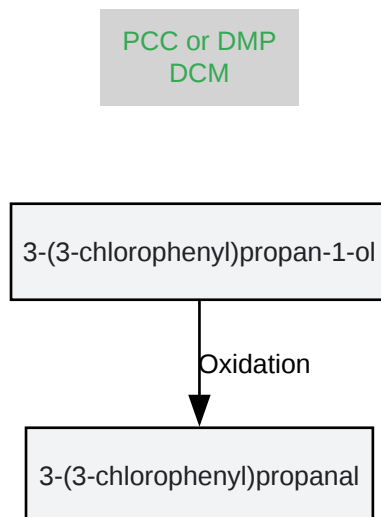 PCC or DMP
DCM
3-(3-chlorophenyl)propan-1-ol
Oxidation
3-(3-chlorophenyl)propanal